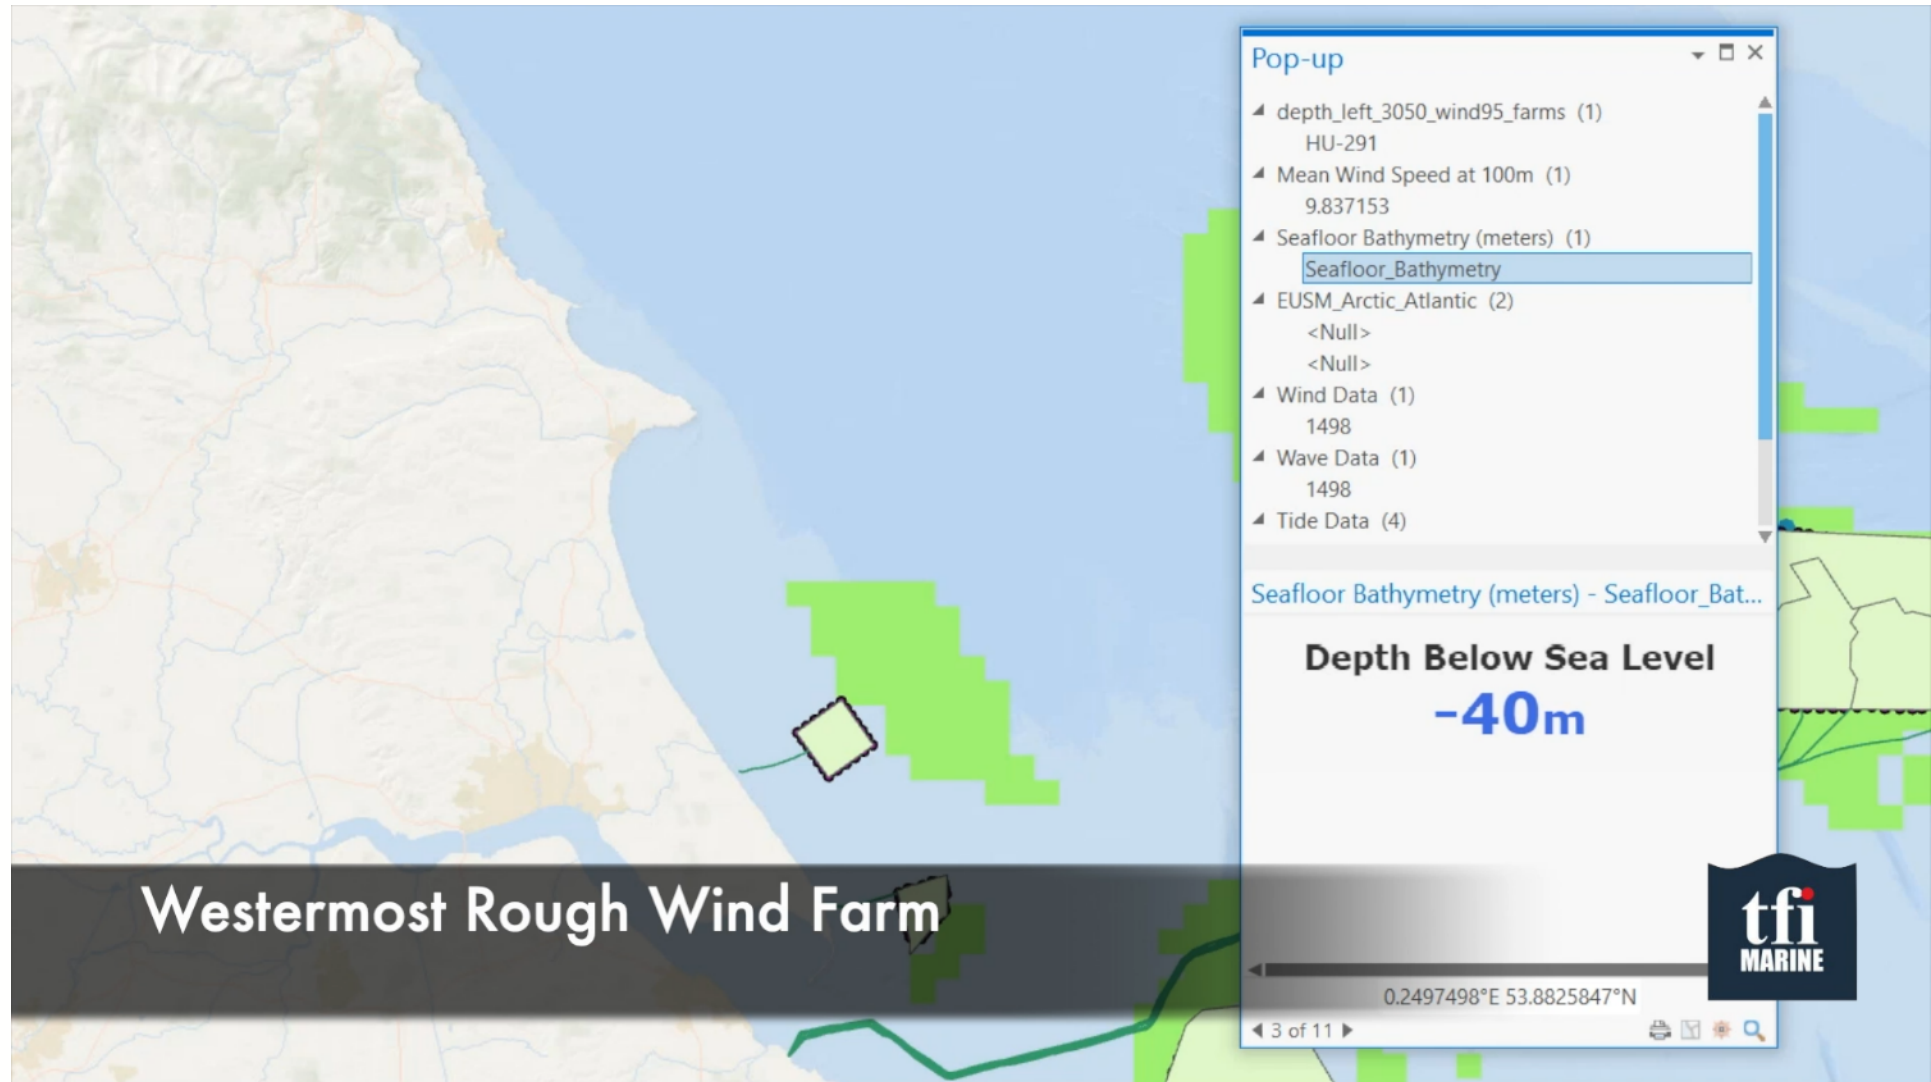 Pop-up
depth_left_3050_wind95_farms (1)
HU-291
Mean Wind Speed at 100m (1)
9.837153
Seafloor Bathymetry (meters) (1)
Seafloor_Bathymetry
EUSM_Arctic_Atlantic (2)
<Null>
<Null>
Wind Data (1)
1498
Wave Data (1)
1498
Tide Data (4)
Seafloor Bathymetry (meters) - Seafloor_Bat...
Depth Below Sea Level
-40m
Westermost Rough Wind Farm
tfi
MARINE
0.2497498°E 53.8825847°N
3 of 11